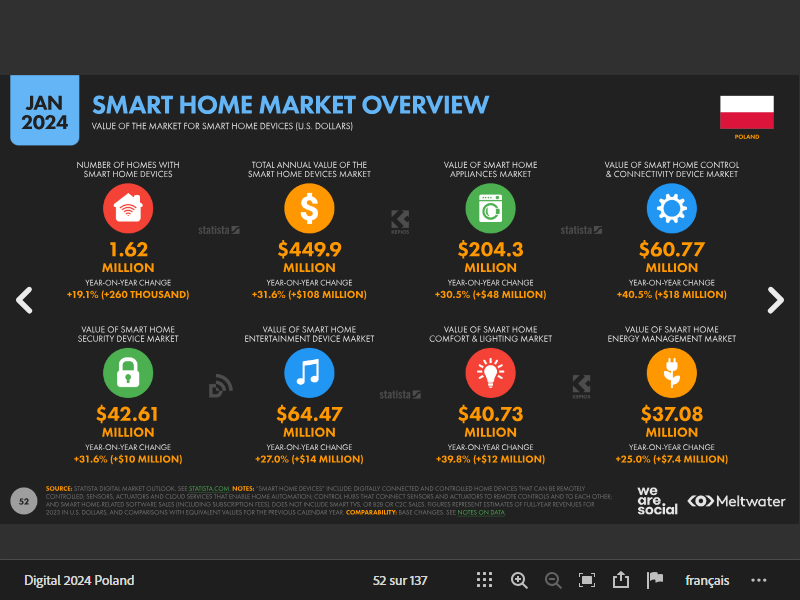 JAN
2024
SMART HOME MARKET OVERVIEW
VALUE OF THE MARKET FOR SMART HOME DEVICES (U.S. DOLLARS)
POLAND
NUMBER OF HOMES WITH
SMART HOME DEVICES
1.62
MILLION
YEAR-ON-YEAR CHANGE
+19.1% (+260 THOUSAND)
statista
TOTAL ANNUAL VALUE OF THE
SMART HOME DEVICES MARKET
$
$449.9
MILLION
YEAR-ON-YEAR CHANGE
+31.6% (+$108 MILLION)
KEPIOS
VALUE OF SMART HOME
APPLIANCES MARKET
$204.3
MILLION
YEAR-ON-YEAR CHANGE
+30.5% (+$48 MILLION)
statista
VALUE OF SMART HOME CONTROL
& CONNECTIVITY DEVICE MARKET
$60.77
MILLION
YEAR-ON-YEAR CHANGE
+40.5% (+$18 MILLION)
VALUE OF SMART HOME
SECURITY DEVICE MARKET
$42.61
MILLION
YEAR-ON-YEAR CHANGE
+31.6% (+$10 MILLION)
VALUE OF SMART HOME
ENTERTAINMENT DEVICE MARKET
$64.47
MILLION
YEAR-ON-YEAR CHANGE
+27.0% (+$14 MILLION)
statista
VALUE OF SMART HOME
COMFORT & LIGHTING MARKET
$40.73
MILLION
YEAR-ON-YEAR CHANGE
+39.8% (+$12 MILLION)
KEPIOS
VALUE OF SMART HOME
ENERGY MANAGEMENT MARKET
$37.08
MILLION
YEAR-ON-YEAR CHANGE
+25.0% (+$7.4 MILLION)
52
SOURCE: STATISTA DIGITAL MARKET OUTLOOK. SEE STATISTA.COM. NOTES: "SMART HOME DEVICES" INCLUDE: DIGITALLY CONNECTED AND CONTROLLED HOME DEVICES THAT CAN BE REMOTELY
CONTROLLED; SENSORS, ACTUATORS AND CLOUD SERVICES THAT ENABLE HOME AUTOMATION; CONTROL HUBS THAT CONNECT SENSORS AND ACTUATORS TO REMOTE CONTROLS AND TO EACH OTHER;
AND SMART HOME RELATED SOFTWARE SALES (INCLUDING SUBSCRIPTION FEES). DOES NOT INCLUDE SMART TVS, OR B2B OR C2C SALES. FIGURES REPRESENT ESTIMATES OF FULL-YEAR REVENUES FOR
2023 IN U.S. DOLLARS, AND COMPARISONS WITH EQUIVALENT VALUES FOR THE PREVIOUS CALENDAR YEAR. COMPARABILITY: BASE CHANGES. SEE NOTES ON DATA.
we
are.
social
Meltwater
Digital 2024 Poland
52 sur 137
français